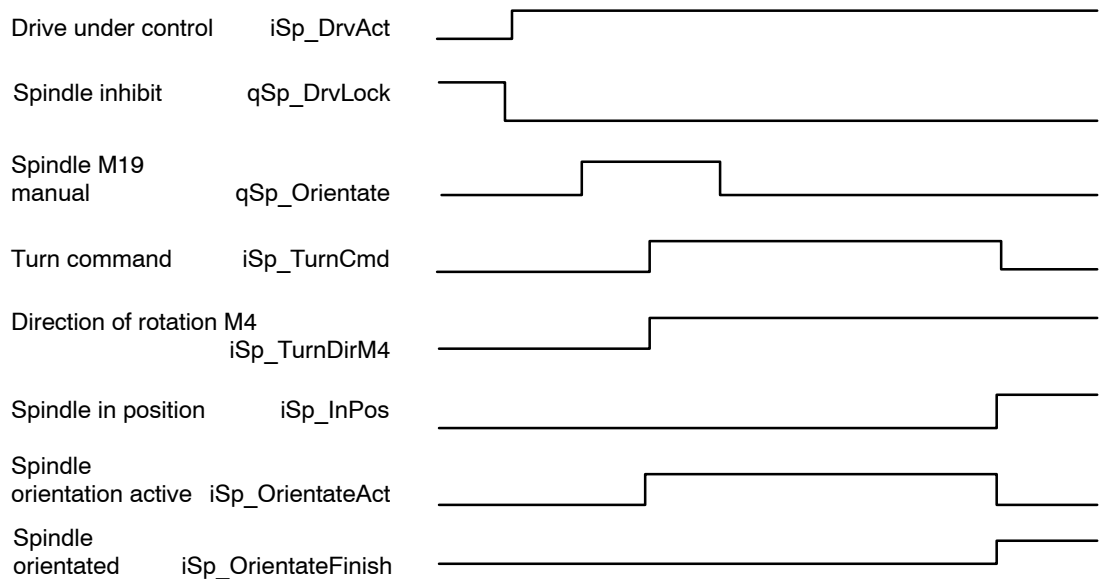 Drive under control iSp_DrvAct
Spindle inhibit qSp_DrvLock
Spindle M19
manual qSp_Orientate
Turn command iSp_TurnCmd
Direction of rotation M4
iSp_TurnDirM4
Spindle in position iSp_InPos
Spindle
orientation active iSp_OrientateAct
Spindle
orientated iSp_OrientateFinish